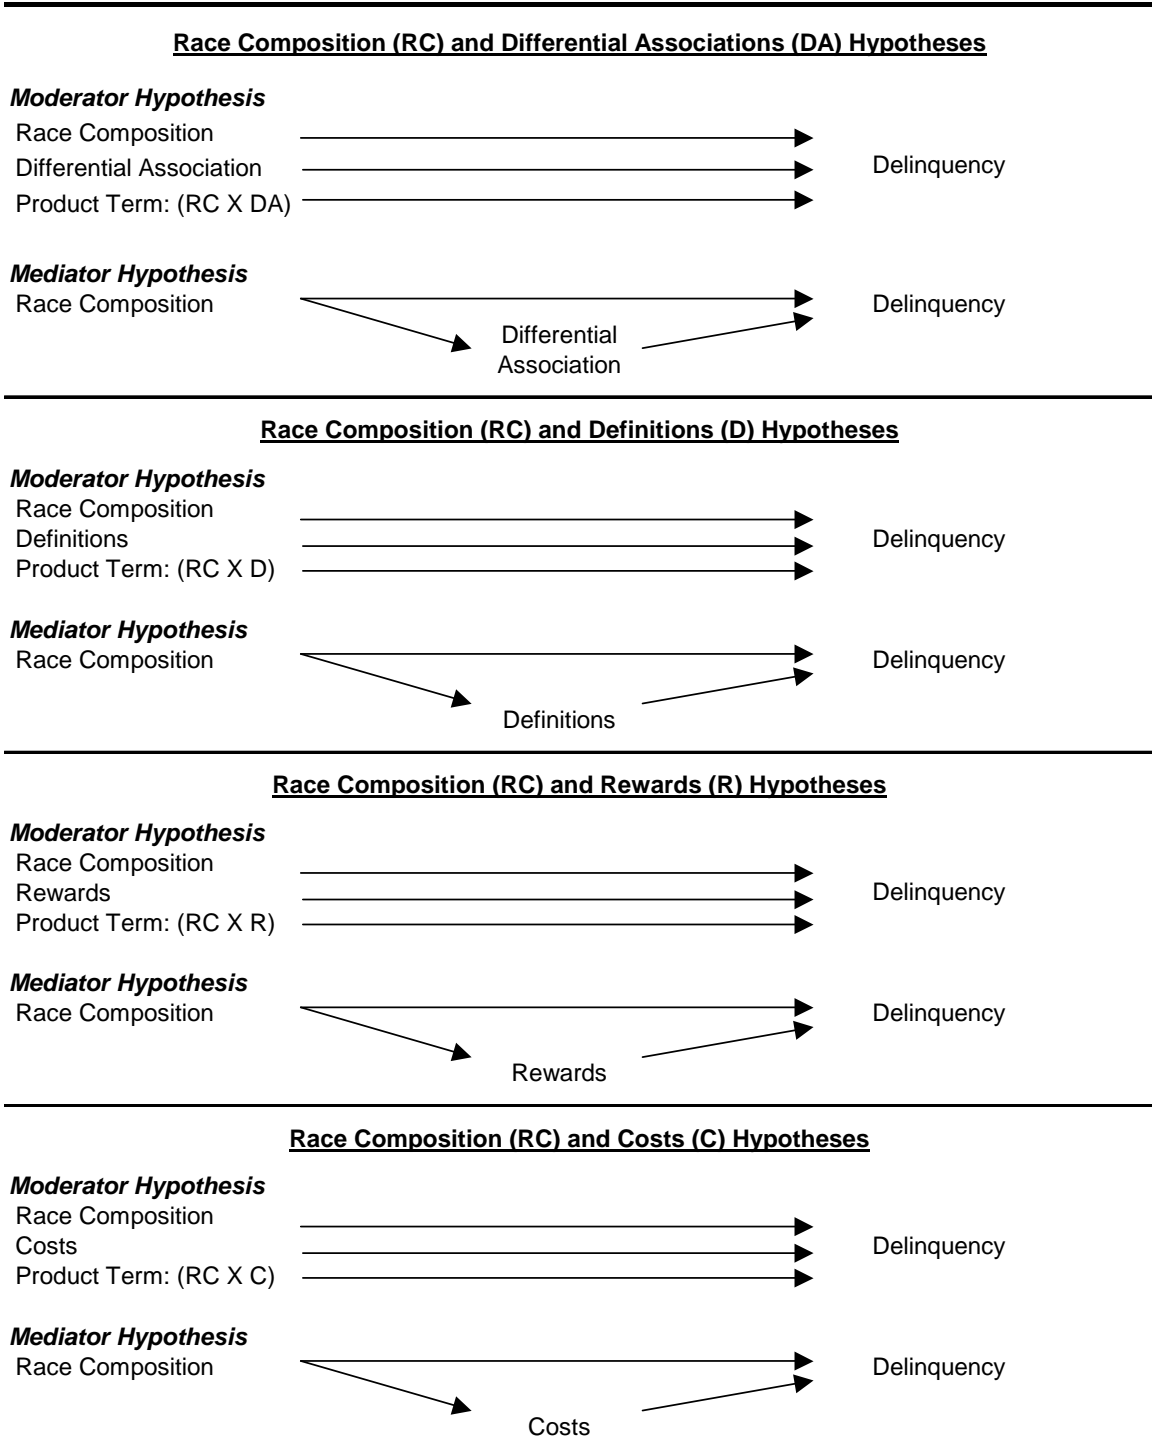 Race Composition (RC) and Differential Associations (DA) Hypotheses
Moderator Hypothesis
Race Composition
Differential Association
Delinquency
Product Term: (RC X DA)
Mediator Hypothesis
Race Composition
Delinquency
Differential
Association
Race Composition (RC) and Definitions (D) Hypotheses
Moderator Hypothesis
Race Composition
Definitions
Delinquency
Product Term: (RC X D)
Mediator Hypothesis
Race Composition
Delinquency
Definitions
Race Composition (RC) and Rewards (R) Hypotheses
Moderator Hypothesis
Race Composition
Rewards
Delinquency
Product Term: (RC X R)
Mediator Hypothesis
Race Composition
Delinquency
Rewards
Race Composition (RC) and Costs (C) Hypotheses
Moderator Hypothesis
Race Composition
Costs
Delinquency
Product Term: (RC X C)
Mediator Hypothesis
Race Composition
Delinquency
Costs